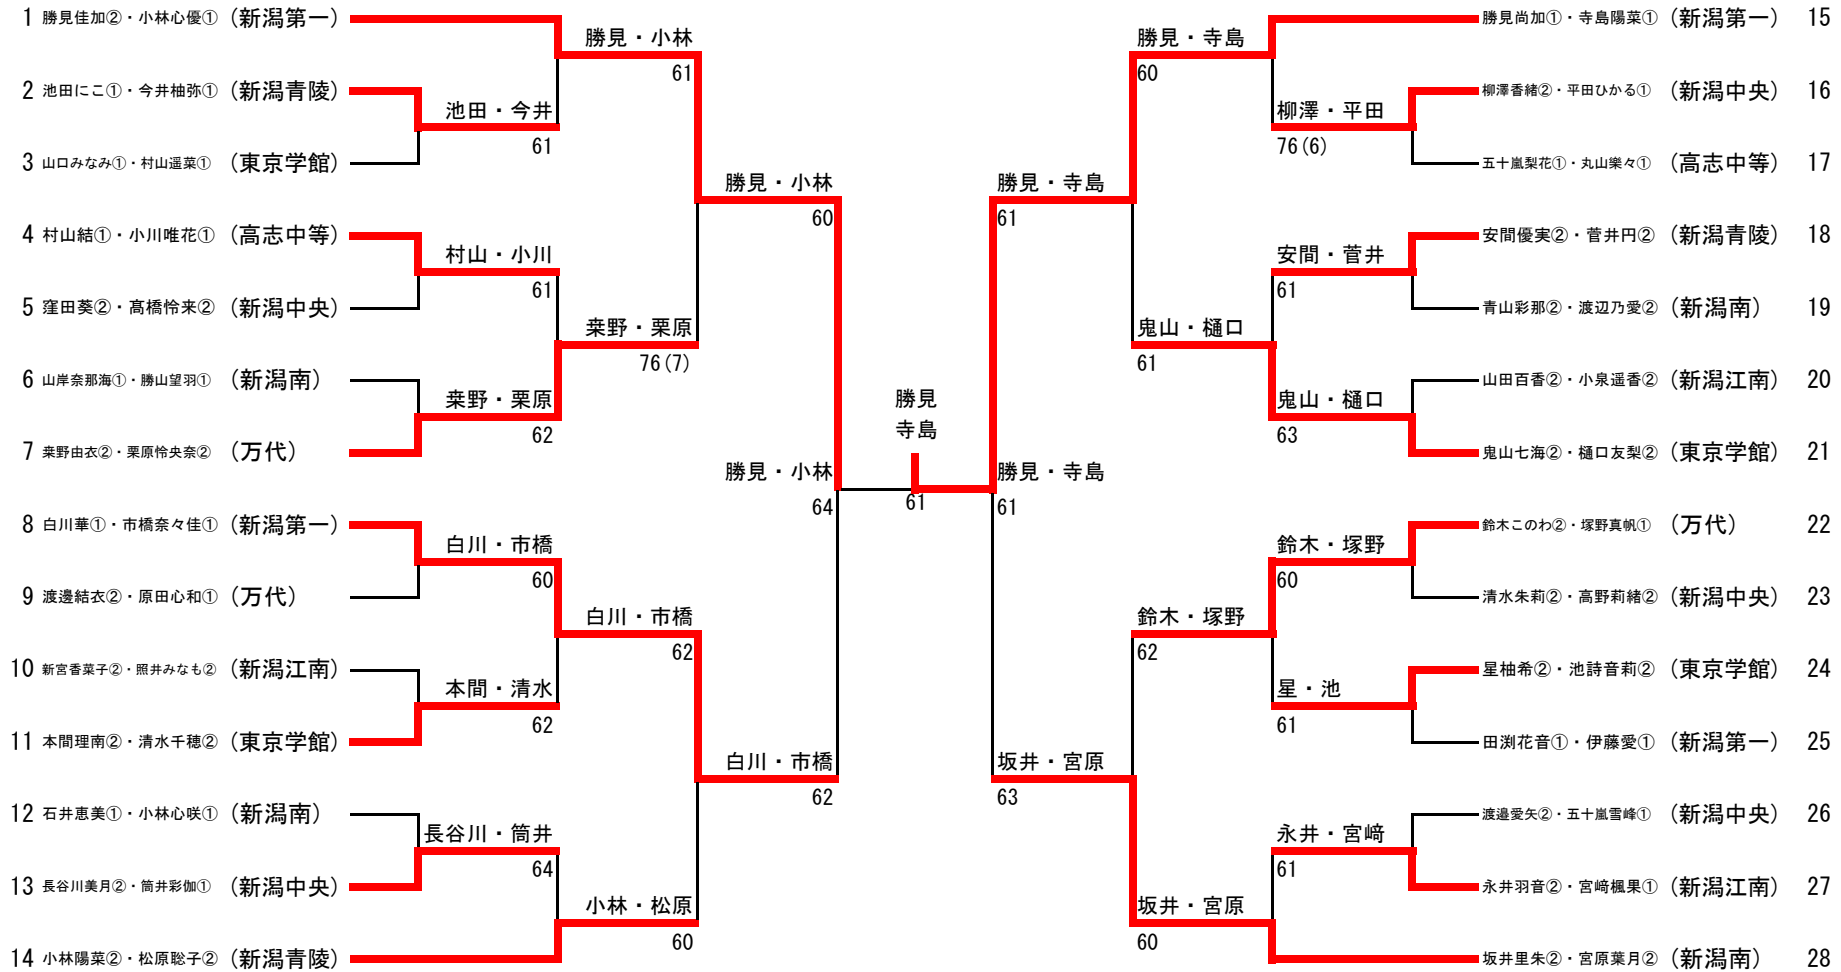 1 勝見佳加②・小林心優① (新潟第一)
2 池田にこ①・今井柚弥① (新潟青陵)
3 山口みなみ①・村山遥菜① (東京学館)
4 村山結①・小川唯花① (高志中等)
5 窪田葵②・髙橋怜来② (新潟中央)
6 山岸奈那海①・勝山望羽① (新潟南)
7 桒野由衣②・栗原怜央奈② (万代)
8 白川華①・市橋奈々佳① (新潟第一)
9 渡邊結衣②・原田心和① (万代)
10 新宮香菜子②・照井みなも② (新潟江南)
11 本間理南②・清水千穂② (東京学館)
12 石井恵美①・小林心咲① (新潟南)
13 長谷川美月②・筒井彩伽① (新潟中央)
14 小林陽菜②・松原聡子② (新潟青陵)
池田・今井
61
村山・小川
61
桒野・栗原
62
白川・市橋
60
本間・清水
62
長谷川・筒井
64
勝見・小林
61
桒野・栗原
76(7)
白川・市橋
62
小林・松原
60
勝見・小林
60
白川・市橋
62
勝見・小林
64
勝見
寺島
61
勝見・寺島
61
勝見・寺島
61
坂井・宮原
63
勝見・寺島
60
鬼山・樋口
61
鈴木・塚野
62
坂井・宮原
60
柳澤・平田
76(6)
安間・菅井
61
鬼山・樋口
63
鈴木・塚野
60
星・池
61
永井・宮﨑
61
勝見尚加①・寺島陽菜① (新潟第一) 15
柳澤香緒②・平田ひかる① (新潟中央) 16
五十嵐梨花①・丸山樂々① (高志中等) 17
安間優実②・菅井円② (新潟青陵) 18
青山彩那②・渡辺乃愛② (新潟南) 19
山田百香②・小泉遥香② (新潟江南) 20
鬼山七海②・樋口友梨② (東京学館) 21
鈴木このわ②・塚野真帆① (万代) 22
清水朱莉②・高野莉緒② (新潟中央) 23
星柚希②・池詩音莉② (東京学館) 24
田渕花音①・伊藤愛① (新潟第一) 25
渡邉愛矢②・五十嵐雪峰① (新潟中央) 26
永井羽音②・宮﨑楓果① (新潟江南) 27
坂井里朱②・宮原葉月② (新潟南) 28